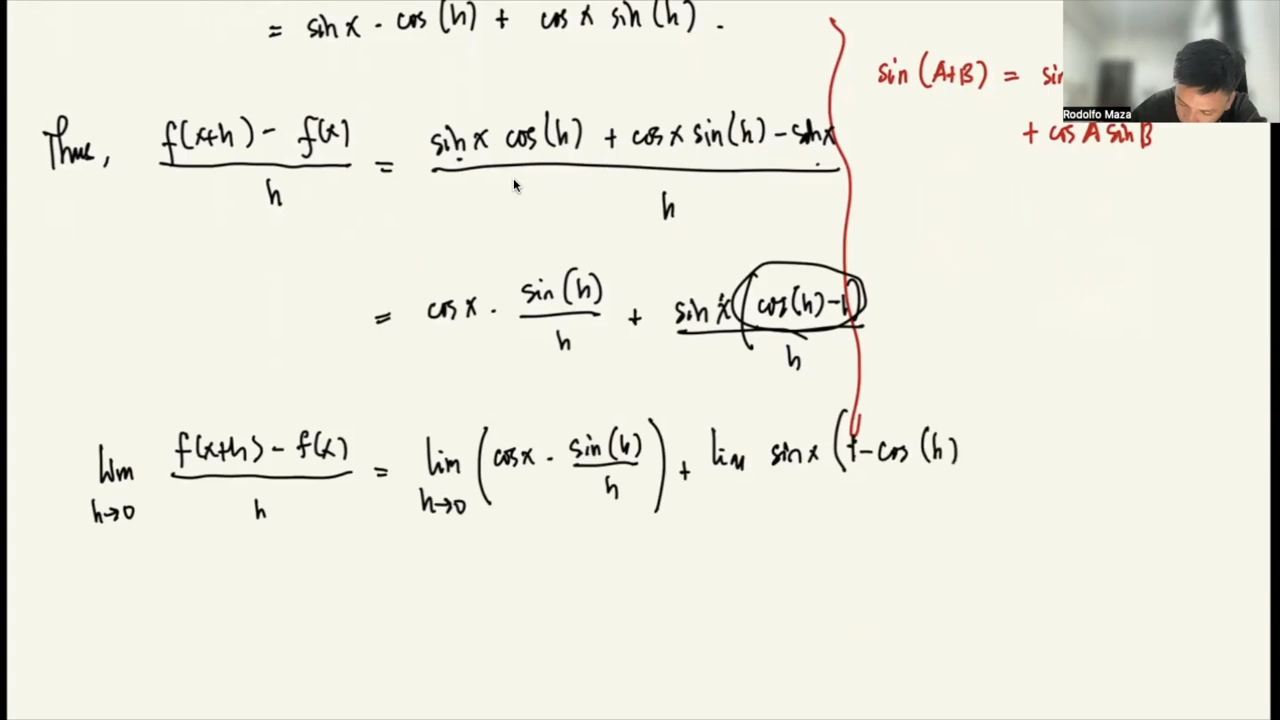 = sin x · cos(h) + cos x sin(h).
sin(A+B) = sin
+ cos A sin B
Rodolfo Maza
Thus, f(x+h) - f(x) / h = sin x cos(h) + cos x sin(h) - sin x / h
= cos x · sin(h) / h + sin x (cos(h) - 1) / h
lim h→0 f(x+h) - f(x) / h = lim h→0 (cos x · sin(h) / h) + lim sin x (1 - cos(h)